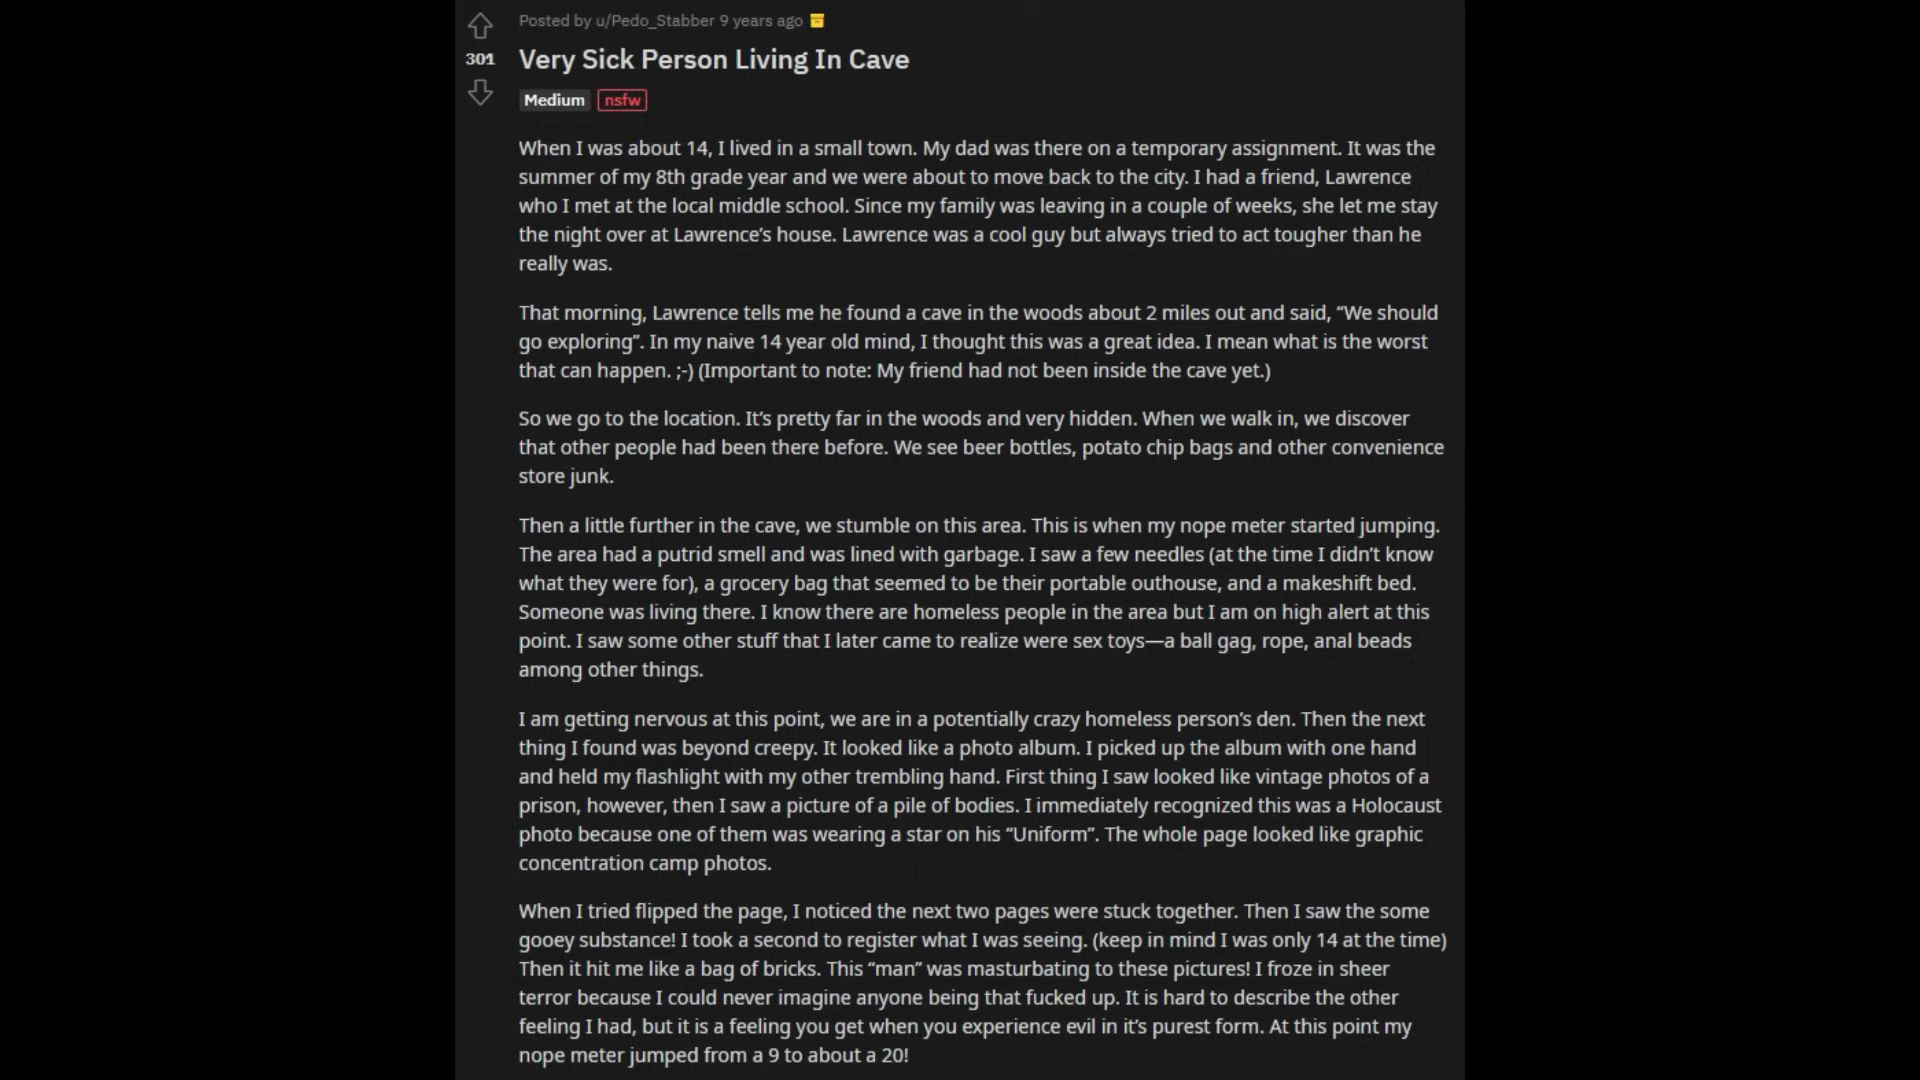 Posted by u/Pedo_Stabber 9 years ago
301
Very Sick Person Living In Cave
Medium nsfw
When I was about 14, I lived in a small town. My dad was there on a temporary assignment. It was the
summer of my 8th grade year and we were about to move back to the city. I had a friend, Lawrence
who I met at the local middle school. Since my family was leaving in a couple of weeks, she let me stay
the night over at Lawrence’s house. Lawrence was a cool guy but always tried to act tougher than he
really was.
That morning, Lawrence tells me he found a cave in the woods about 2 miles out and said, “We should
go exploring”. In my naive 14 year old mind, I thought this was a great idea. I mean what is the worst
that can happen. ;-) (Important to note: My friend had not been inside the cave yet.)
So we go to the location. It’s pretty far in the woods and very hidden. When we walk in, we discover
that other people had been there before. We see beer bottles, potato chip bags and other convenience
store junk.
Then a little further in the cave, we stumble on this area. This is when my nope meter started jumping.
The area had a putrid smell and was lined with garbage. I saw a few needles (at the time I didn’t know
what they were for), a grocery bag that seemed to be their portable outhouse, and a makeshift bed.
Someone was living there. I know there are homeless people in the area but I am on high alert at this
point. I saw some other stuff that I later came to realize were sex toys—a ball gag, rope, anal beads
among other things.
I am getting nervous at this point, we are in a potentially crazy homeless person’s den. Then the next
thing I found was beyond creepy. It looked like a photo album. I picked up the album with one hand
and held my flashlight with my other trembling hand. First thing I saw looked like vintage photos of a
prison, however, then I saw a picture of a pile of bodies. I immediately recognized this was a Holocaust
photo because one of them was wearing a star on his “Uniform”. The whole page looked like graphic
concentration camp photos.
When I tried flipped the page, I noticed the next two pages were stuck together. Then I saw the some
gooey substance! I took a second to register what I was seeing. (keep in mind I was only 14 at the time)
Then it hit me like a bag of bricks. This “man” was masturbating to these pictures! I froze in sheer
terror because I could never imagine anyone being that fucked up. It is hard to describe the other
feeling I had, but it is a feeling you get when you experience evil in it’s purest form. At this point my
nope meter jumped from a 9 to about a 20!